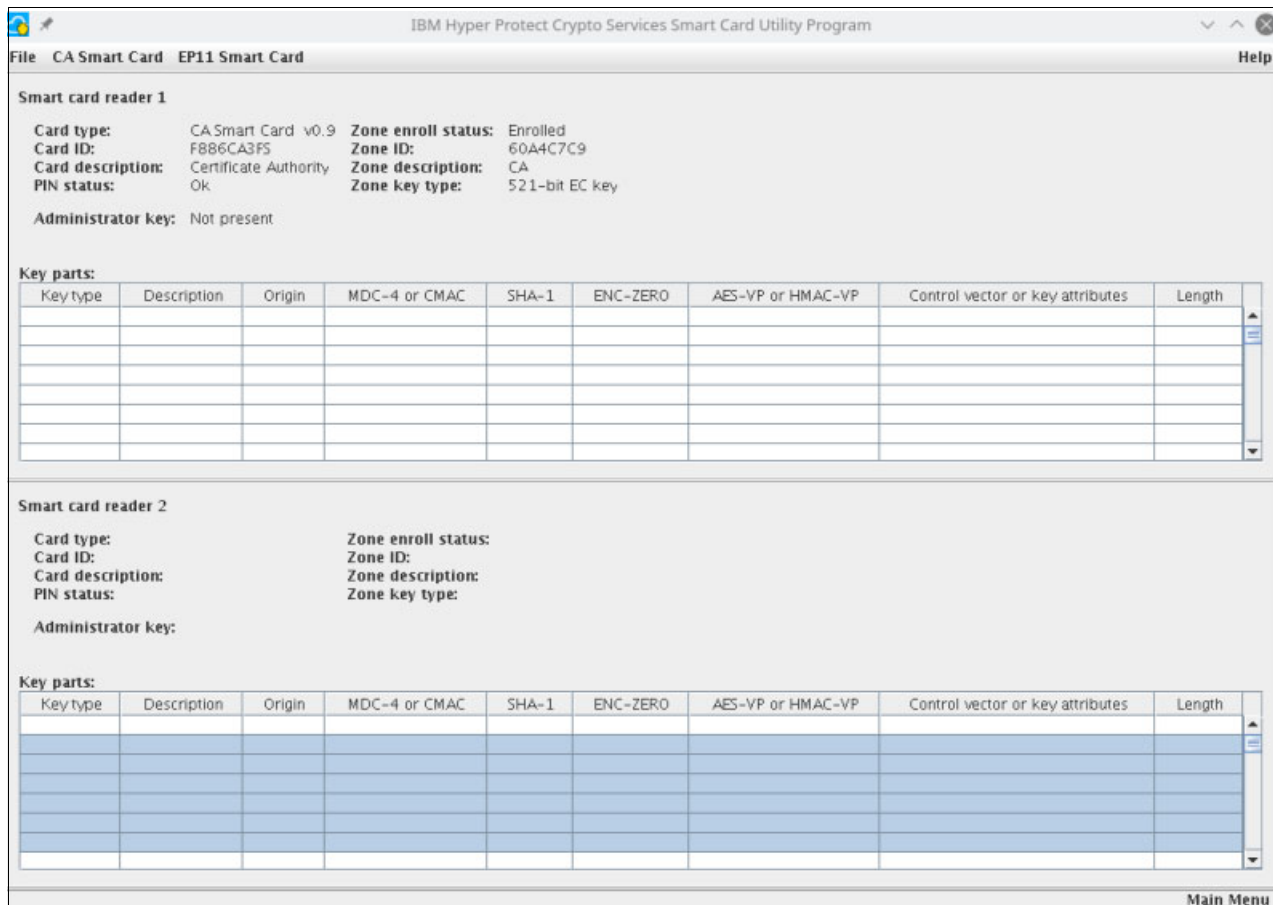 IBM Hyper Protect Crypto Services Smart Card Utility Program
File CA Smart Card EP11 Smart Card Help
Smart card reader 1
Card type: CA Smart Card v0.9 Zone enroll status: Enrolled
Card ID: F886CA3FS Zone ID: 60A4C7C9
Card description: Certificate Authority Zone description: CA
PIN status: Ok Zone key type: 521-bit EC key
Administrator key: Not present
Key parts:
Key type Description Origin MDC-4 or CMAC SHA-1 ENC-ZERO AES-VP or HMAC-VP Control vector or key attributes Length
Smart card reader 2
Card type: Zone enroll status:
Card ID: Zone ID:
Card description: Zone description:
PIN status: Zone key type:
Administrator key:
Key parts:
Key type Description Origin MDC-4 or CMAC SHA-1 ENC-ZERO AES-VP or HMAC-VP Control vector or key attributes Length
Main Menu